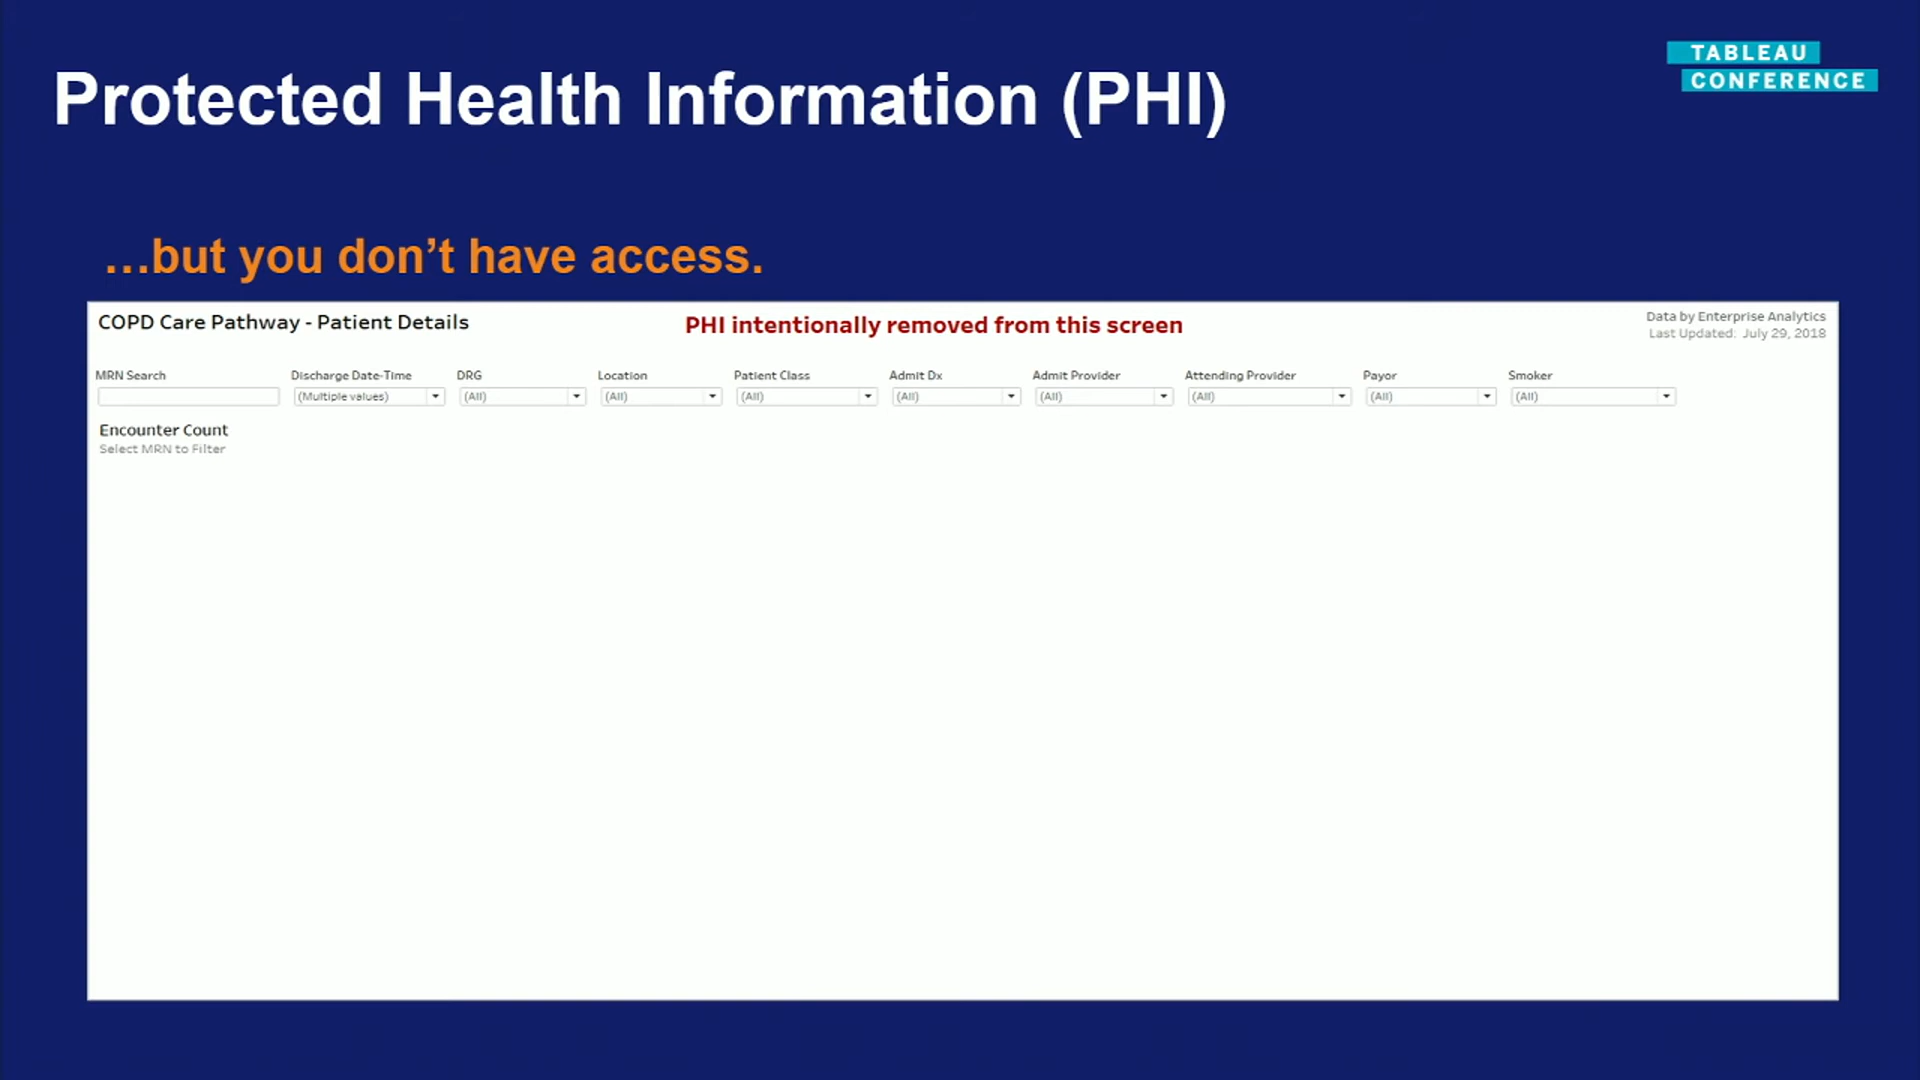 Protected Health Information (PHI)
TABLEAU
CONFERENCE
…but you don’t have access.
COPD Care Pathway - Patient Details
PHI intentionally removed from this screen
Data by Enterprise Analytics
Last Updated: July 29, 2018
MRN Search Discharge Date-Time DRG Location Patient Class Admit Dx Admit Provider Attending Provider Payor Smoker
(Multiple values) (All) (All) (All) (All) (All) (All) (All) (All)
Encounter Count
Select MRN to Filter